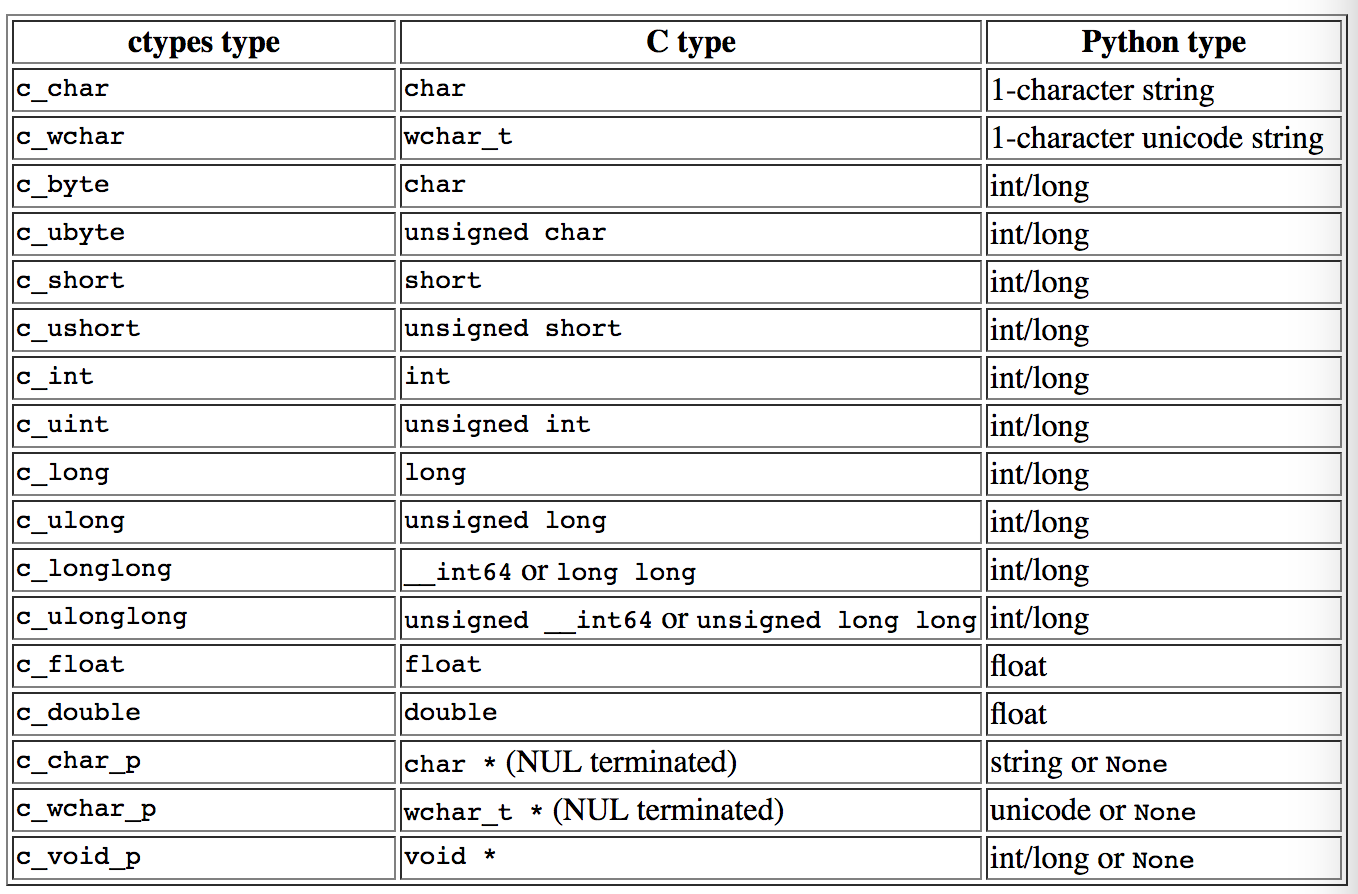 ctypes type C type Python type
c_char char 1-character string
c_wchar wchar_t 1-character unicode string
c_byte char int/long
c_ubyte unsigned char int/long
c_short short int/long
c_ushort unsigned short int/long
c_int int int/long
c_uint unsigned int int/long
c_long long int/long
c_ulong unsigned long int/long
c_longlong __int64 or long long int/long
c_ulonglong unsigned __int64 or unsigned long long int/long
c_float float float
c_double double float
c_char_p char * (NUL terminated) string or None
c_wchar_p wchar_t * (NUL terminated) unicode or None
c_void_p void * int/long or None